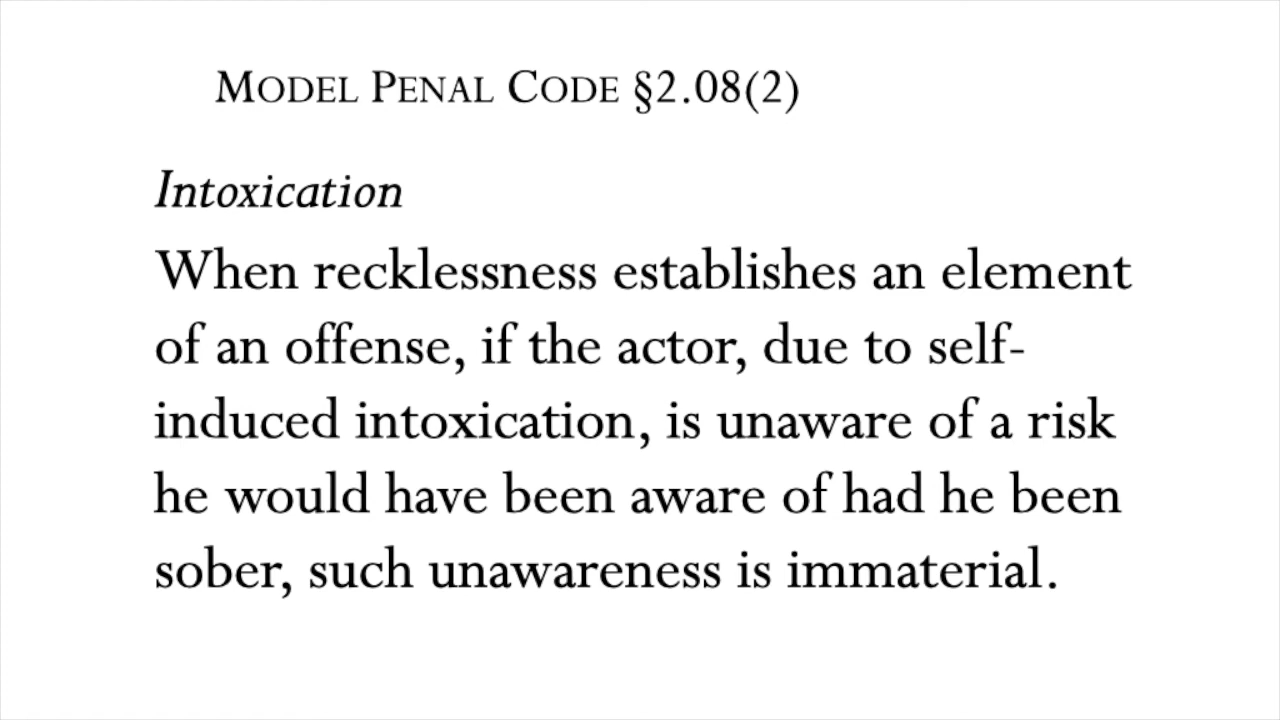 MODEL PENAL CODE §2.08(2)
Intoxication
When recklessness establishes an element
of an offense, if the actor, due to self-
induced intoxication, is unaware of a risk
he would have been aware of had he been
sober, such unawareness is immaterial.